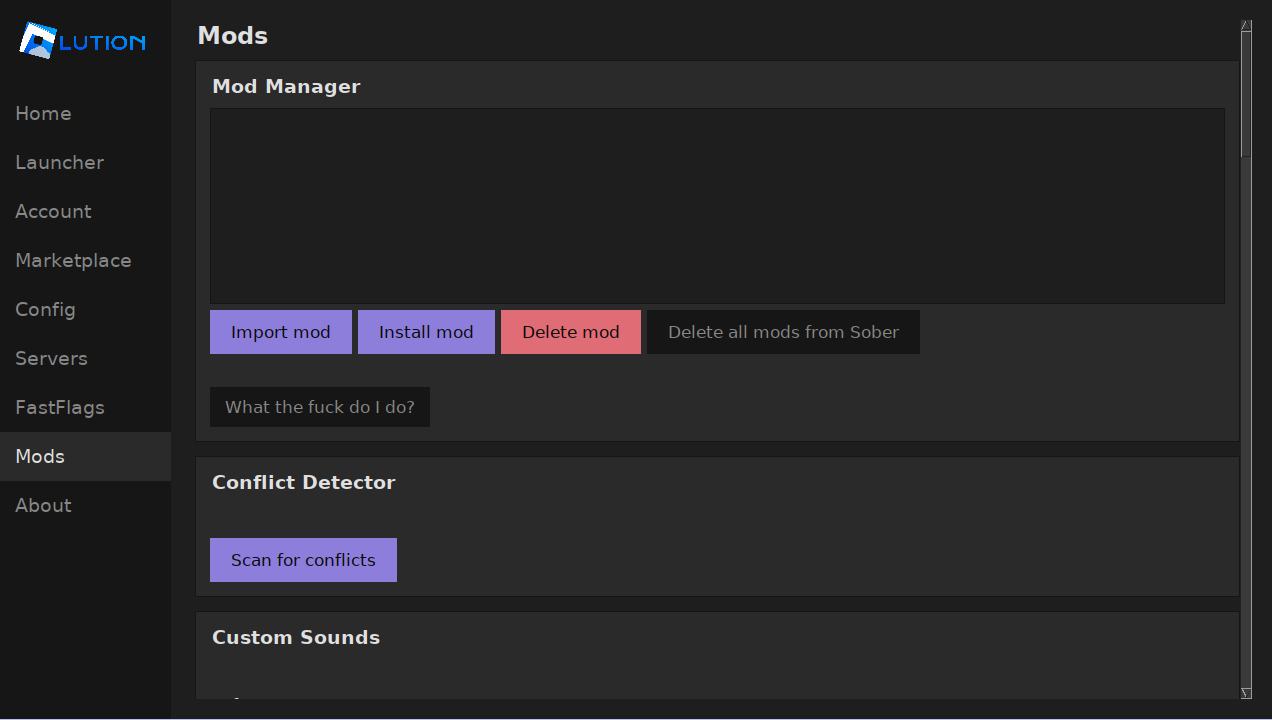 LUTION
Home
Launcher
Account
Marketplace
Config
Servers
FastFlags
Mods
About
Mods
Mod Manager
Import mod
Install mod
Delete mod
Delete all mods from Sober
What the fuck do I do?
Conflict Detector
Scan for conflicts
Custom Sounds